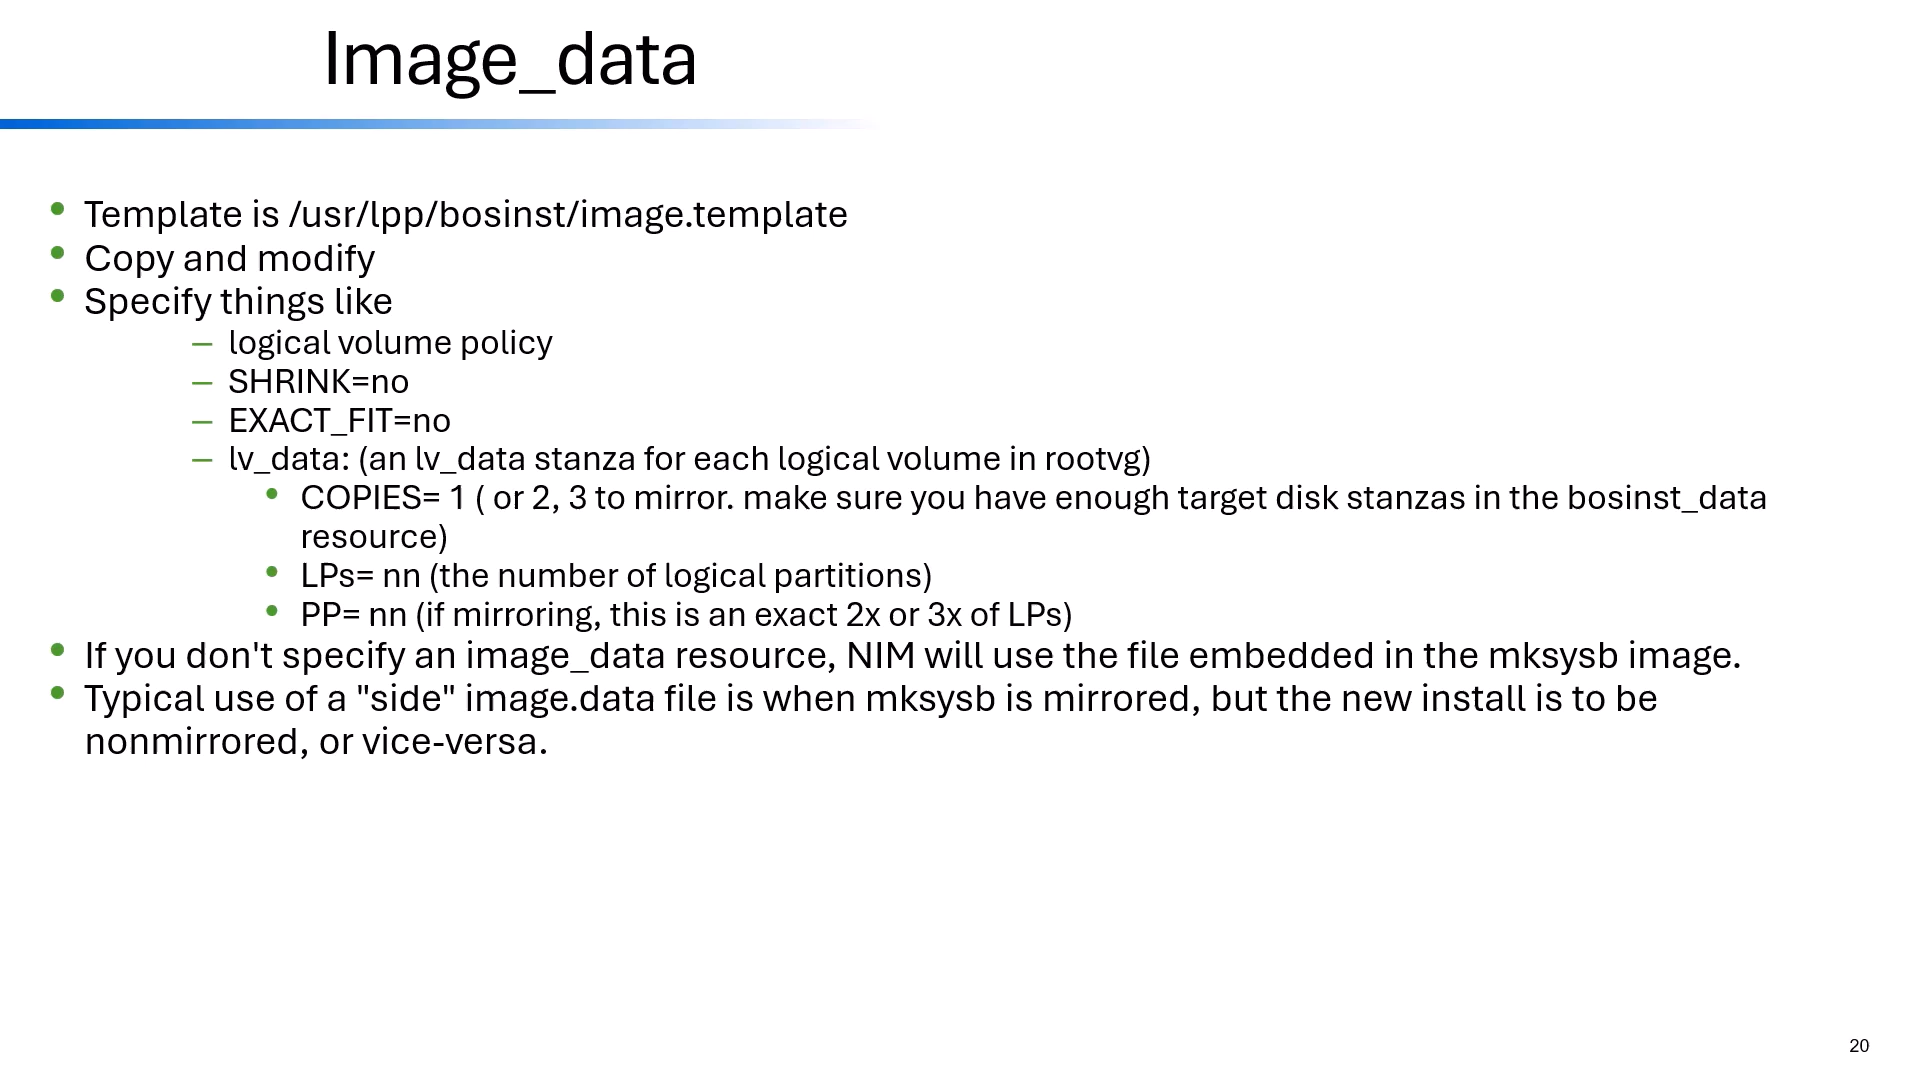 Image_data
• Template is /usr/lpp/bosinst/image.template
• Copy and modify
• Specify things like
– logical volume policy
– SHRINK=no
– EXACT_FIT=no
– lv_data: (an lv_data stanza for each logical volume in rootvg)
• COPIES= 1 ( or 2, 3 to mirror. make sure you have enough target disk stanzas in the bosinst_data
resource)
• LPs= nn (the number of logical partitions)
• PP= nn (if mirroring, this is an exact 2x or 3x of LPs)
• If you don't specify an image_data resource, NIM will use the file embedded in the mksysb image.
• Typical use of a "side" image.data file is when mksysb is mirrored, but the new install is to be
nonmirrored, or vice-versa.
20